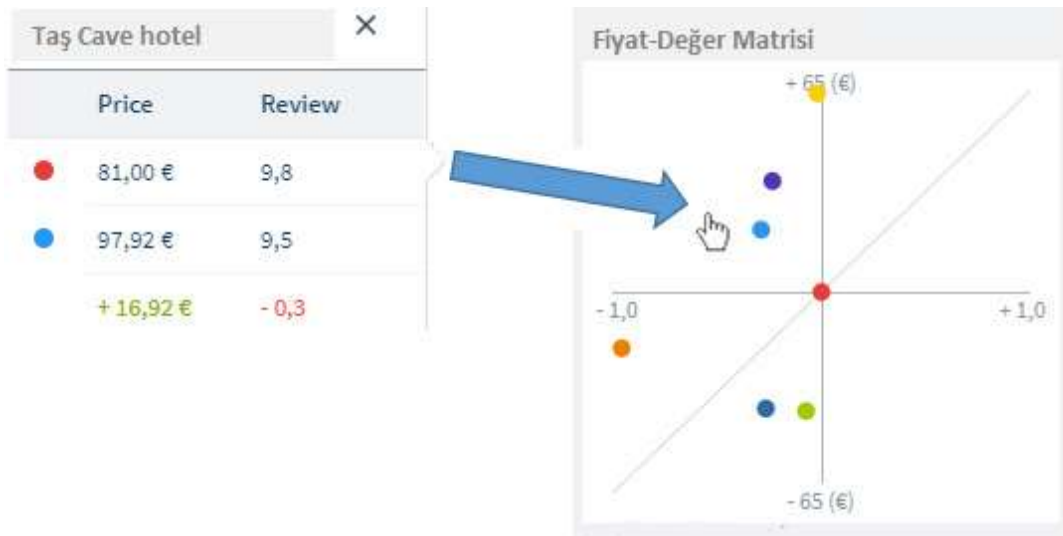 Taş Cave hotel ×
Price Review
81,00 € 9,8
97,92 € 9,5
+ 16,92 € - 0,3
Fiyat-Değer Matrisi
+ 65 (€)
- 1,0 + 1,0
- 65 (€)